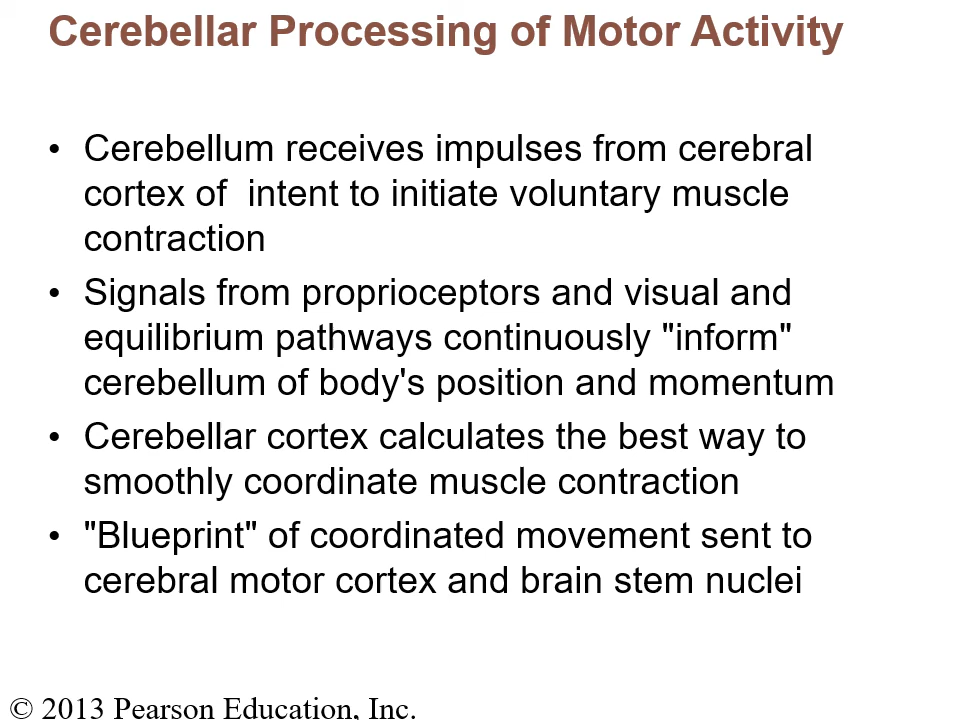 Cerebellar Processing of Motor Activity
• Cerebellum receives impulses from cerebral
cortex of  intent to initiate voluntary muscle
contraction
• Signals from proprioceptors and visual and
equilibrium pathways continuously "inform"
cerebellum of body's position and momentum
• Cerebellar cortex calculates the best way to
smoothly coordinate muscle contraction
• "Blueprint" of coordinated movement sent to
cerebral motor cortex and brain stem nuclei
© 2013 Pearson Education, Inc.